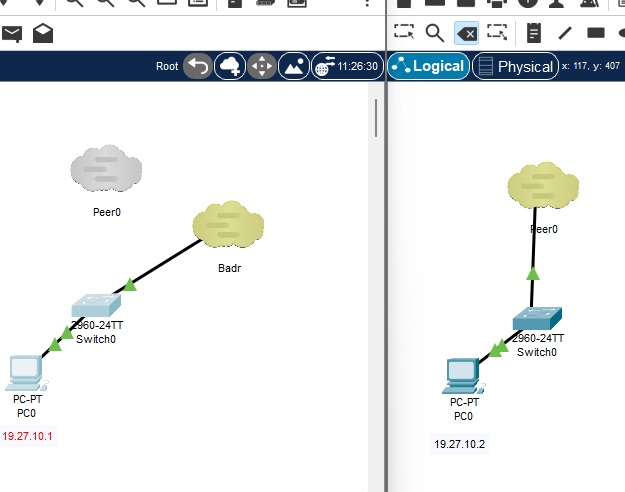 Root
11:26:30
Logical
Physical
x: 117, y: 407
Peer0
Badr
2960-24TT
Switch0
PC-PT
PC0
19.27.10.1
Peer0
2960-24TT
Switch0
PC-PT
PC0
19.27.10.2